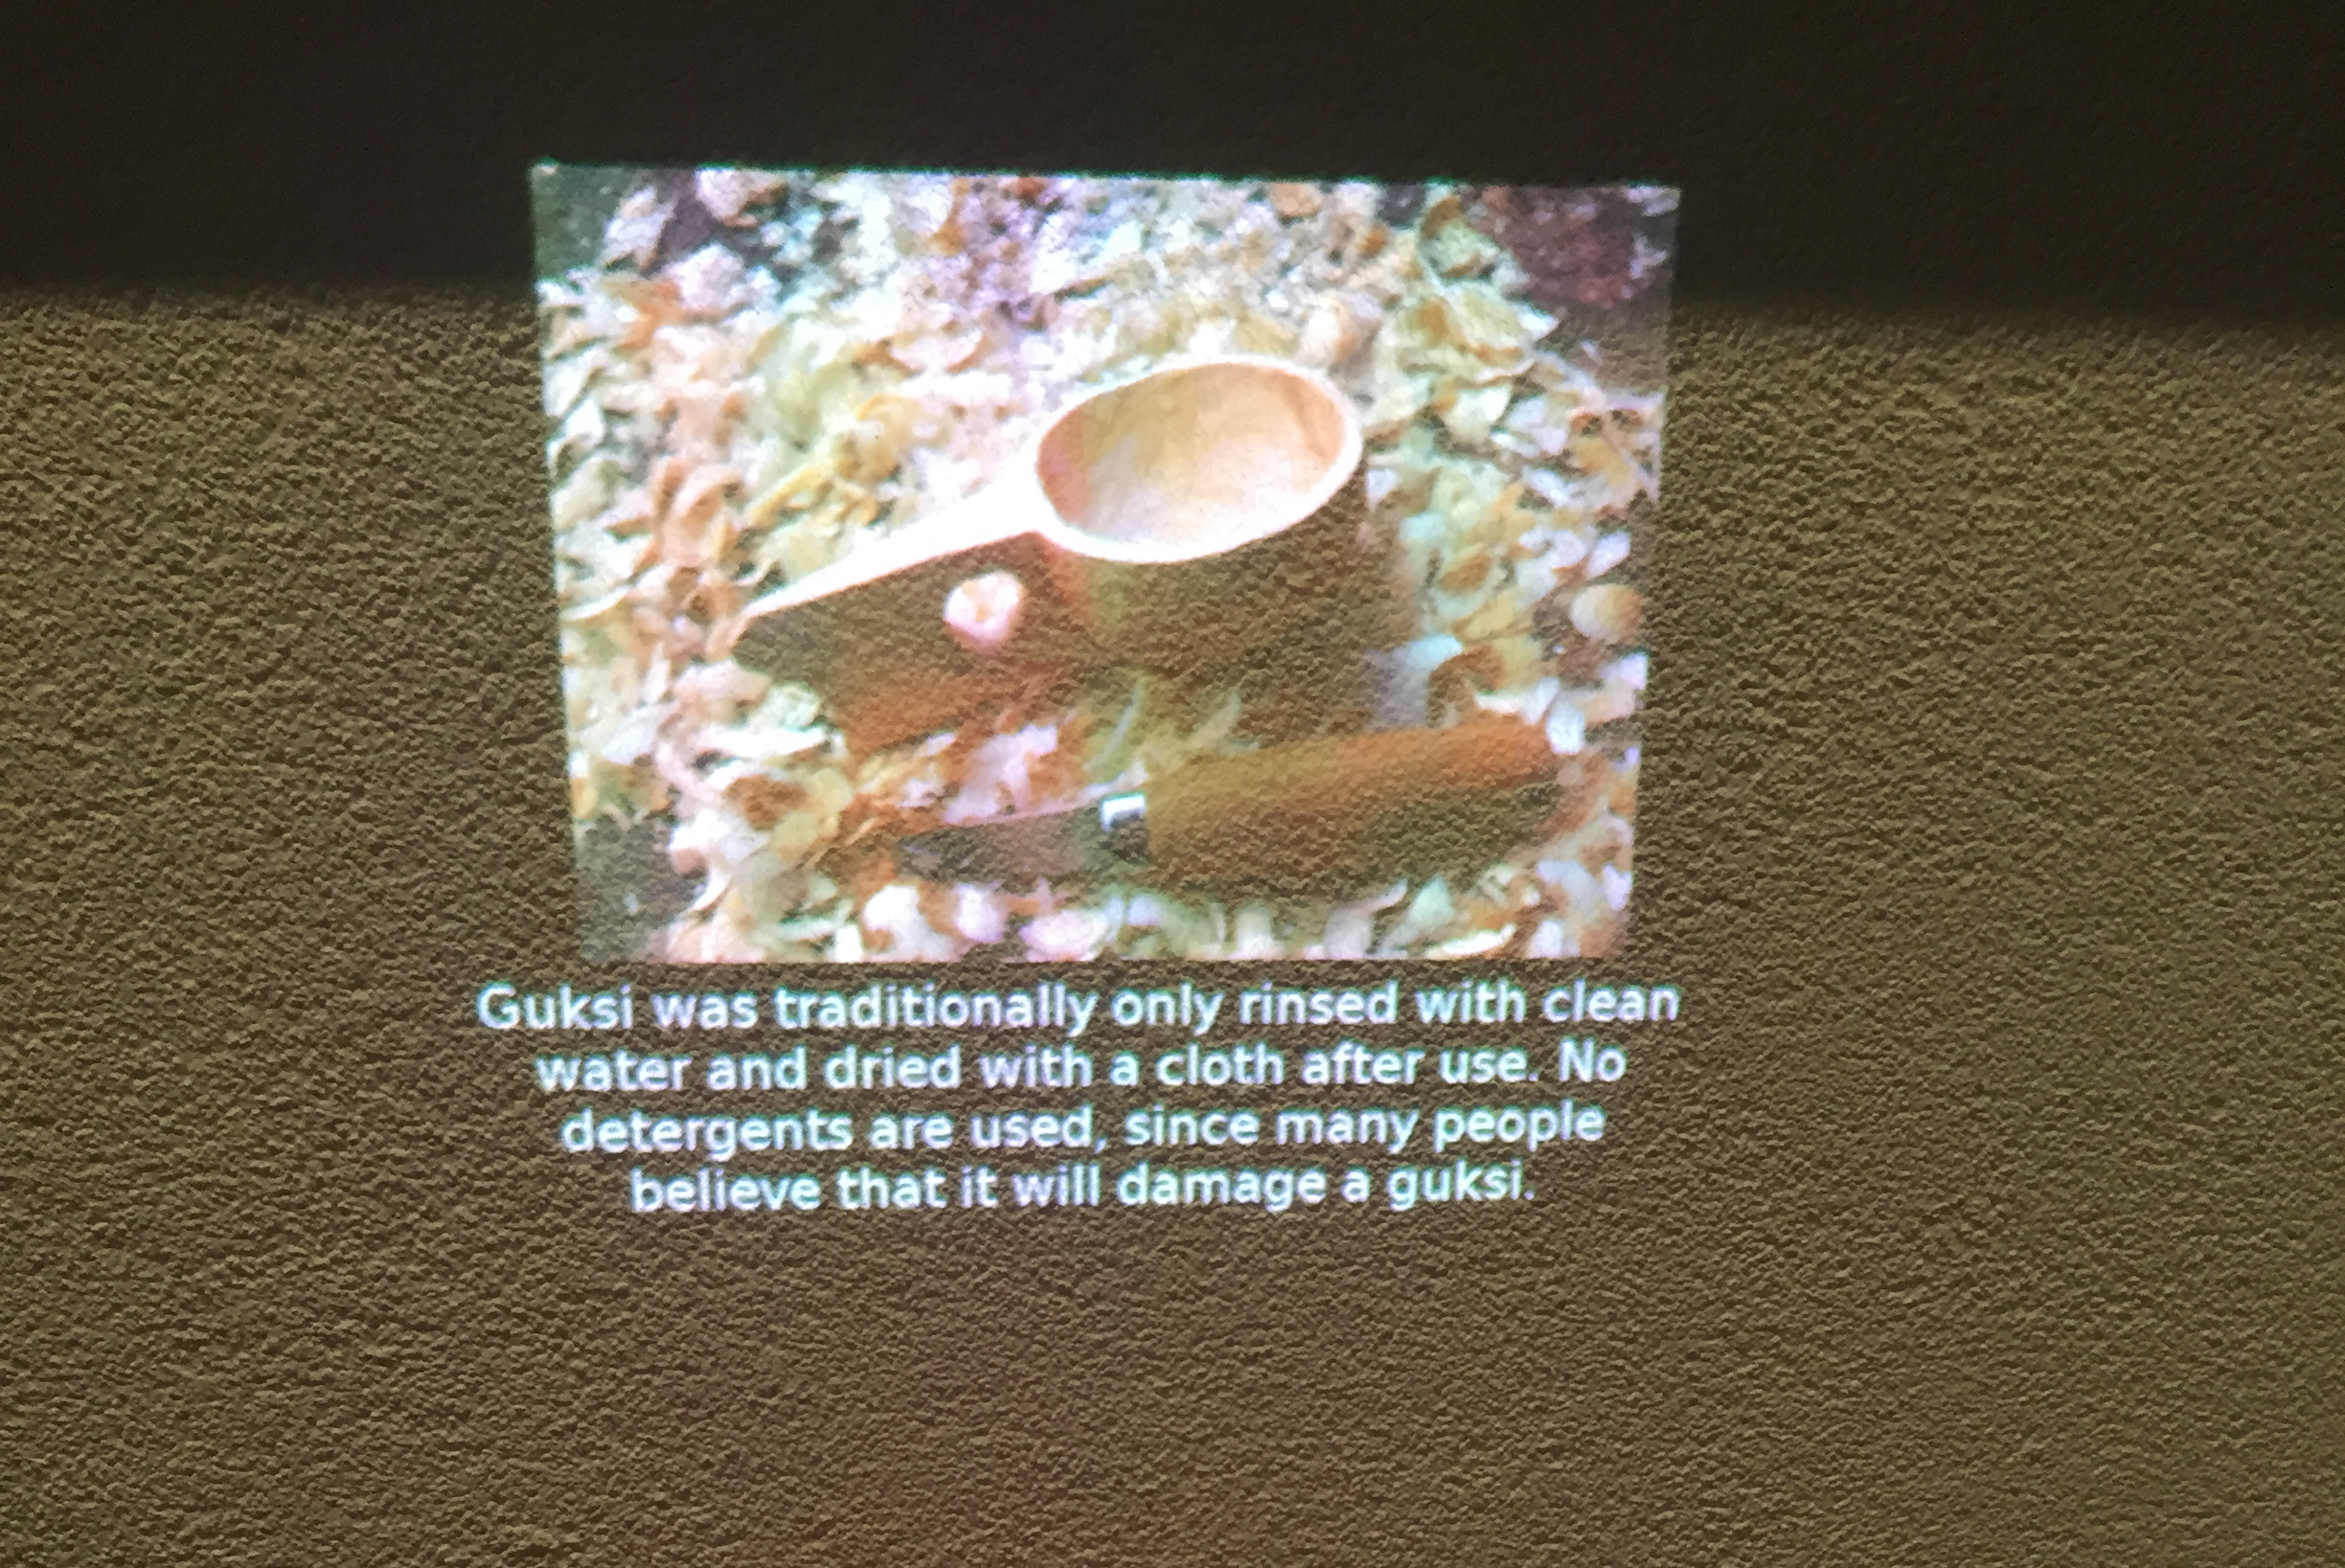 Guksi was traditionally only rinsed with clean
water and dried with a cloth after use. No
detergents are used, since many people
believe that it will damage a guksi.